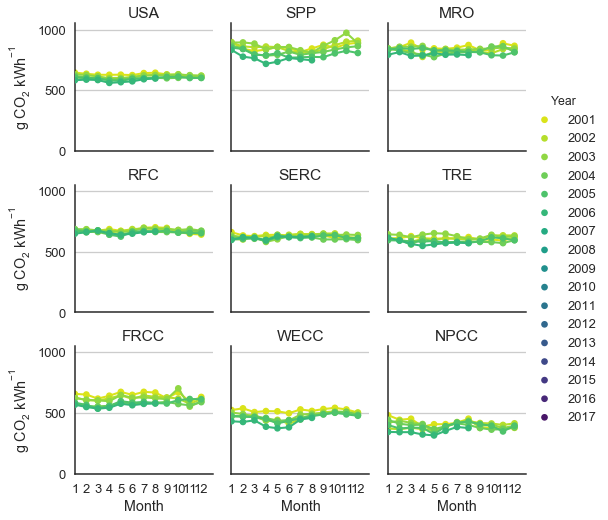 USA SPP MRO
1000
500
0
g CO₂ kWh⁻¹
RFC SERC TRE
1000
500
0
g CO₂ kWh⁻¹
FRCC WECC NPCC
1000
500
0
g CO₂ kWh⁻¹
1 2 3 4 5 6 7 8 9 10 11 12 1 2 3 4 5 6 7 8 9 10 11 12 1 2 3 4 5 6 7 8 9 10 11 12
Month Month Month
Year
2001
2002
2003
2004
2005
2006
2007
2008
2009
2010
2011
2012
2013
2014
2015
2016
2017